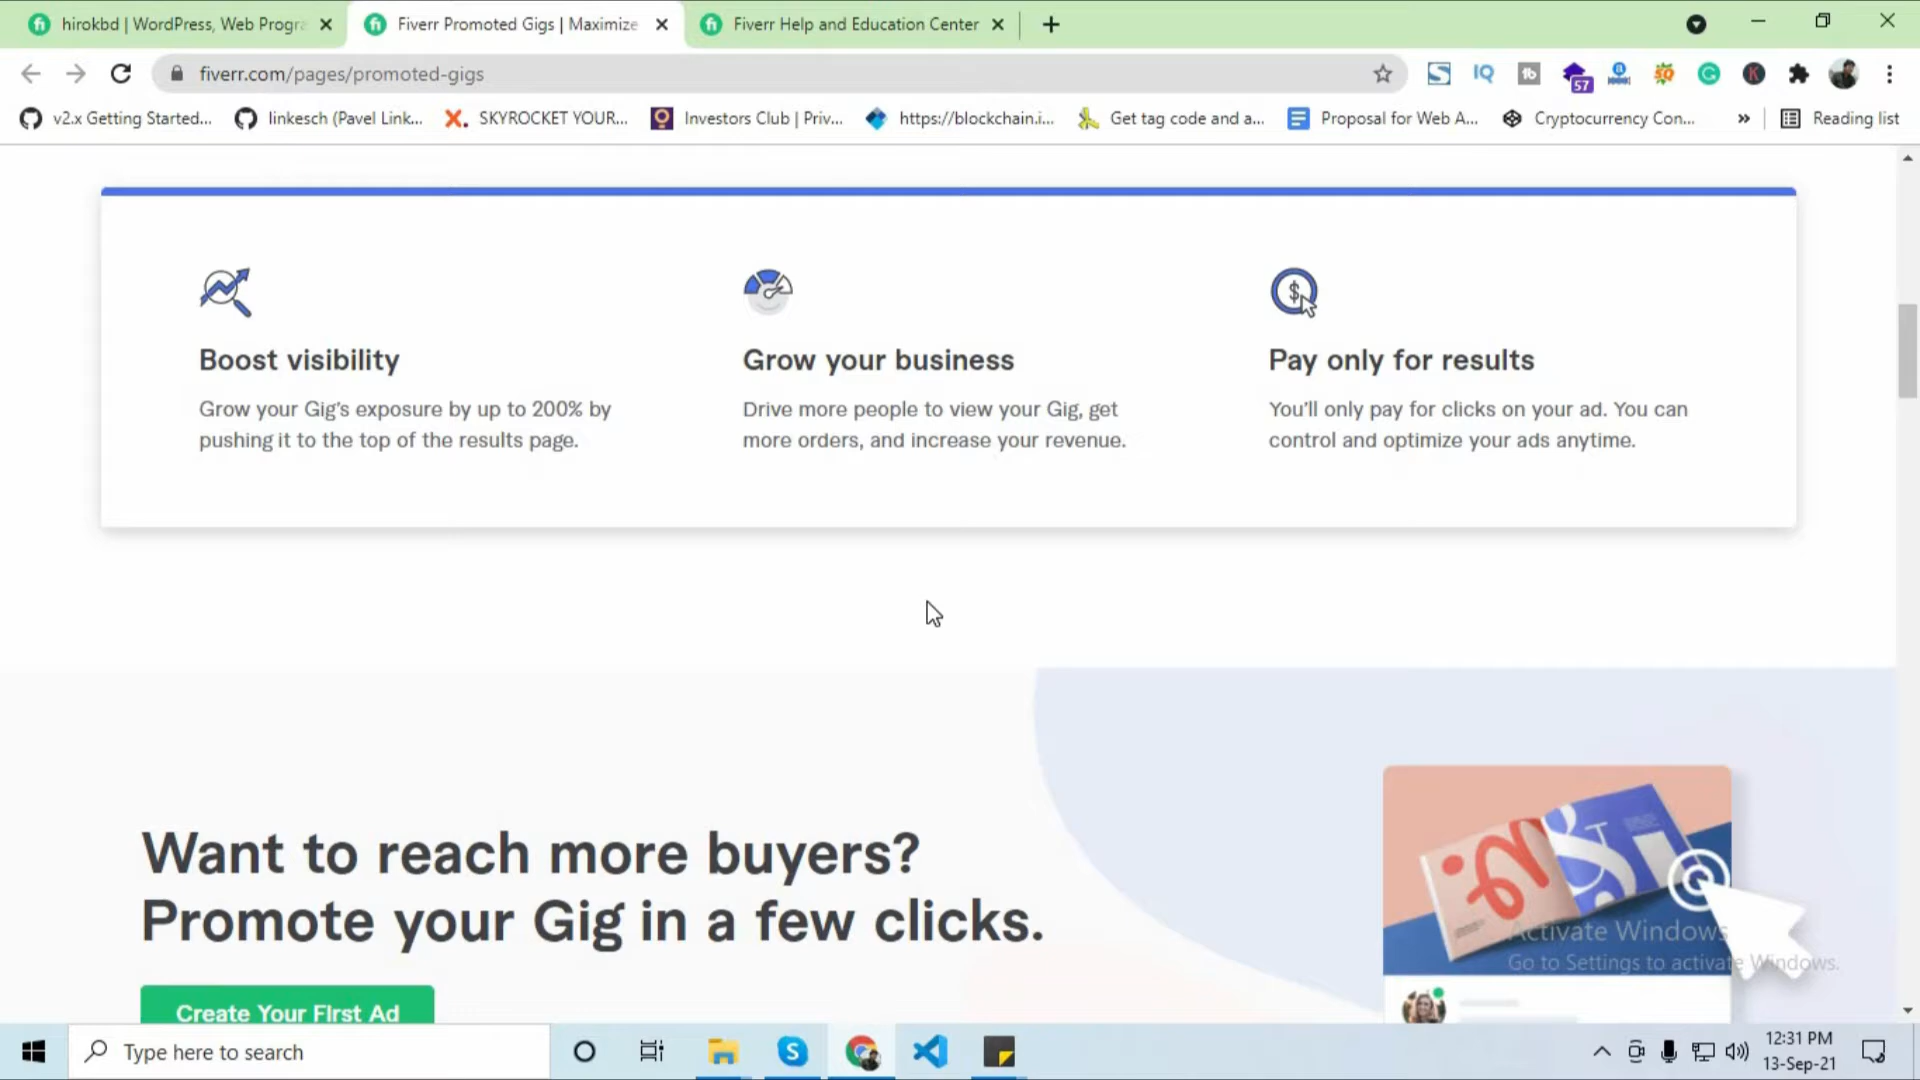 hirokbd | WordPress, Web Progra
Fiverr Promoted Gigs | Maximize
Fiverr Help and Education Center
fiverr.com/pages/promoted-gigs
57
v2.x Getting Started...
linkesch (Pavel Link...
SKYROCKET YOUR...
Investors Club | Priv...
https://blockchain.i...
Get tag code and a...
Proposal for Web A...
Cryptocurrency Con...
»
Reading list
Boost visibility
Grow your Gig's exposure by up to 200% by
pushing it to the top of the results page.
Grow your business
Drive more people to view your Gig, get
more orders, and increase your revenue.
Pay only for results
You'll only pay for clicks on your ad. You can
control and optimize your ads anytime.
Want to reach more buyers?
Promote your Gig in a few clicks.
Create Your First Ad
Activate Windows
Go to Settings to activate Windows.
Type here to search
12:31 PM
13-Sep-21